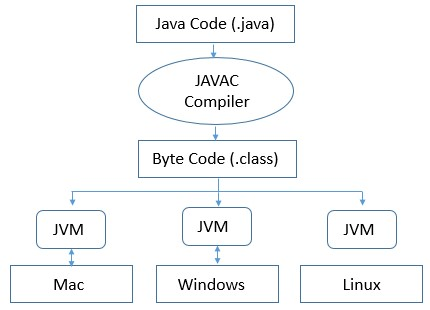 Java Code (.java)
JAVAC
Compiler
Byte Code (.class)
JVM
JVM
JVM
Mac
Windows
Linux